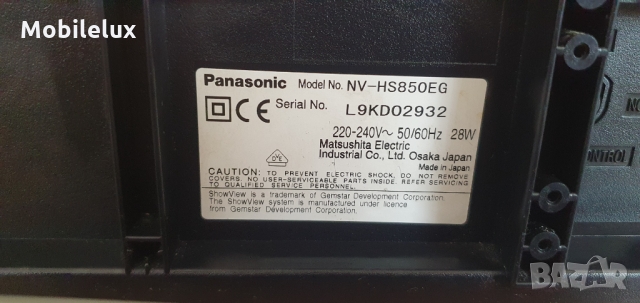 Mobilelux
Panasonic Model No. NV-HS850EG
CE Serial No. L9KD02932
220-240V~ 50/60Hz 28W
Matsushita Electric
Industrial Co., Ltd. Osaka Japan
Made in Japan
CAUTION: TO PREVENT ELECTRIC SHOCK, DO NOT REMOVE
COVERS. NO USER-SERVICEABLE PARTS INSIDE. REFER SERVICING
TO QUALIFIED SERVICE PERSONNEL.
ShowView is a trademark of Gemstar Development Corporation.
The ShowView system is manufactured under licence
from Gemstar Development Corporation.
CONTROL
BAZAR